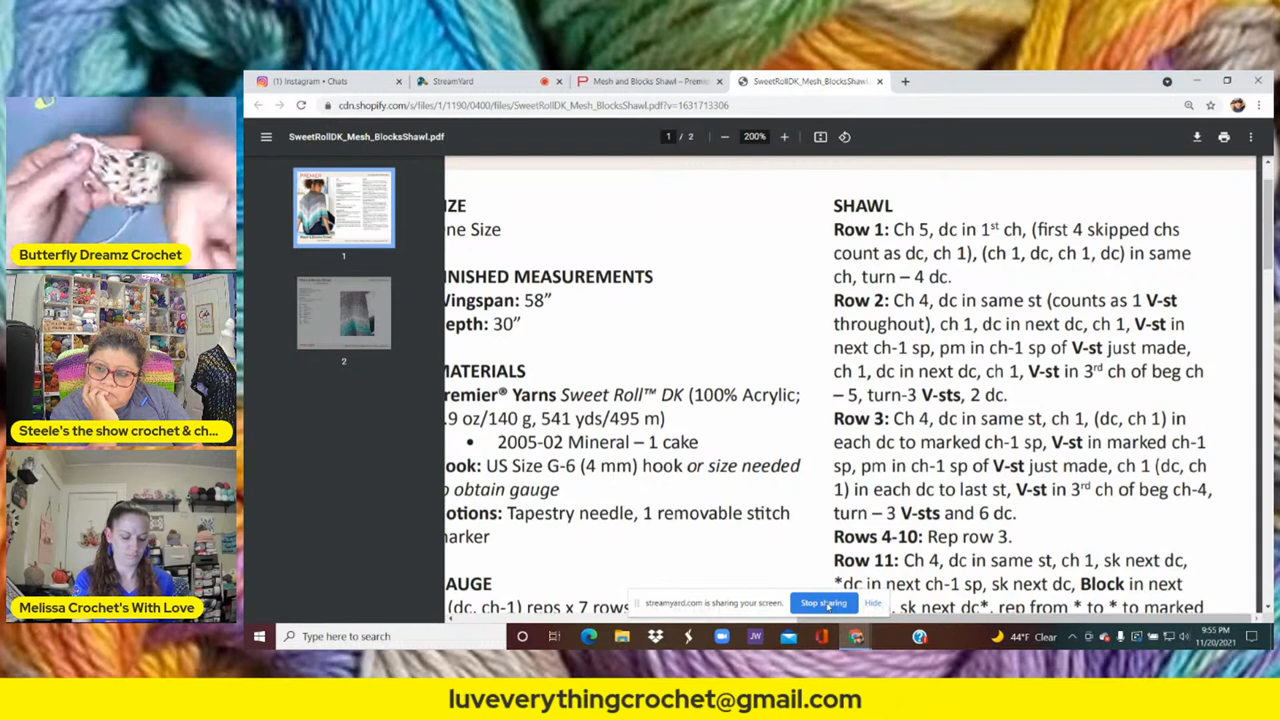 Instagram • Chats
StreamYard
Mesh and Blocks Shawl – Premie
SweetRollDK_Mesh_BlocksShawl.
cdn.shopify.com/s/files/1/1190/0400/files/SweetRollDK_Mesh_BlocksShawl.pdf?v=1631713306
SweetRollDK_Mesh_BlocksShawl.pdf
1 / 2
200%
1
2
IZE
ne Size
INISHED MEASUREMENTS
Wingspan: 58”
epth: 30”
MATERIALS
remier® Yarns Sweet Roll™ DK (100% Acrylic;
.9 oz/140 g, 541 yds/495 m)
• 2005-02 Mineral – 1 cake
ook: US Size G-6 (4 mm) hook or size needed
o obtain gauge
otions: Tapestry needle, 1 removable stitch
arker
AUGE
(dc, ch-1) reps x 7 rows
SHAWL
Row 1: Ch 5, dc in 1st ch, (first 4 skipped chs
count as dc, ch 1), (ch 1, dc, ch 1, dc) in same
ch, turn – 4 dc.
Row 2: Ch 4, dc in same st (counts as 1 V-st
throughout), ch 1, dc in next dc, ch 1, V-st in
next ch-1 sp, pm in ch-1 sp of V-st just made,
ch 1, dc in next dc, ch 1, V-st in 3rd ch of beg ch
– 5, turn-3 V-sts, 2 dc.
Row 3: Ch 4, dc in same st, ch 1, (dc, ch 1) in
each dc to marked ch-1 sp, V-st in marked ch-1
sp, pm in ch-1 sp of V-st just made, ch 1 (dc, ch
1) in each dc to last st, V-st in 3rd ch of beg ch-4,
turn – 3 V-sts and 6 dc.
Rows 4-10: Rep row 3.
Row 11: Ch 4, dc in same st, ch 1, sk next dc,
*dc in next ch-1 sp, sk next dc, Block in next
, sk next dc*, rep from * to * to marked
streamyard.com is sharing your screen.
Stop sharing
Hide
Type here to search
JW
44°F Clear
9:55 PM
11/20/2021
Butterfly Dreamz Crochet
Steele's the show crochet & ch...
Melissa Crochet's With Love
luveverythingcrochet@gmail.com